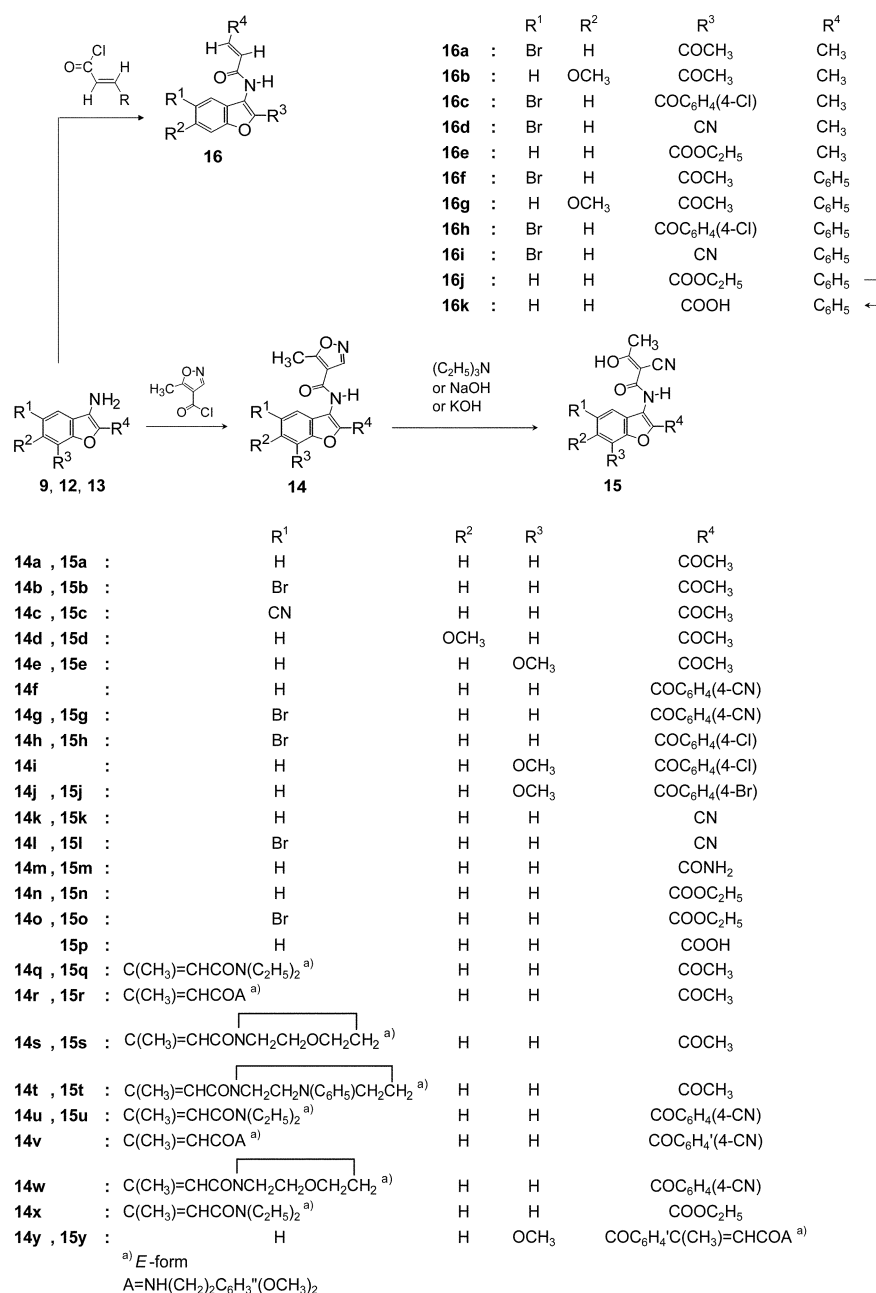 R¹ R² R³ R⁴
16a : Br H COCH₃ CH₃
16b : H OCH₃ COCH₃ CH₃
16c : Br H COC₆H₄(4-Cl) CH₃
16d : Br H CN CH₃
16e : H H COOC₂H₅ CH₃
16f : Br H COCH₃ C₆H₅
16g : H OCH₃ COCH₃ C₆H₅
16h : Br H COC₆H₄(4-Cl) C₆H₅
16i : Br H CN C₆H₅
16j : H H COOC₂H₅ C₆H₅ —
16k : H H COOH C₆H₅ ←
Cl
O=C
H
H R
R⁴
H H
O N-H
R¹
R² O R³
16
R¹ NH₂
R² O R⁴
R³
9, 12, 13
O-N
H₃C
O Cl
H₃C O-N
O N-H
R¹
R² O R⁴
R³
14
(C₂H₅)₃N
or NaOH
or KOH
CH₃
HO CN
O N-H
R¹
R² O R⁴
R³
15
R¹ R² R³ R⁴
14a , 15a : H H H COCH₃
14b , 15b : Br H H COCH₃
14c , 15c : CN H H COCH₃
14d , 15d : H OCH₃ H COCH₃
14e , 15e : H H OCH₃ COCH₃
14f : H H H COC₆H₄(4-CN)
14g , 15g : Br H H COC₆H₄(4-CN)
14h , 15h : Br H H COC₆H₄(4-Cl)
14i : H H OCH₃ COC₆H₄(4-Cl)
14j , 15j : H H OCH₃ COC₆H₄(4-Br)
14k , 15k : H H H CN
14l , 15l : Br H H CN
14m , 15m : H H H CONH₂
14n , 15n : H H H COOC₂H₅
14o , 15o : Br H H COOC₂H₅
15p : H H H COOH
14q , 15q : C(CH₃)=CHCON(C₂H₅)₂ a) H H COCH₃
14r , 15r : C(CH₃)=CHCOA a) H H COCH₃
14s , 15s : C(CH₃)=CHCONCH₂CH₂OCH₂CH₂ a) H H COCH₃
14t , 15t : C(CH₃)=CHCONCH₂CH₂N(C₆H₅)CH₂CH₂ a) H H COCH₃
14u , 15u : C(CH₃)=CHCON(C₂H₅)₂ a) H H COC₆H₄(4-CN)
14v : C(CH₃)=CHCOA a) H H COC₆H₄'(4-CN)
14w : C(CH₃)=CHCONCH₂CH₂OCH₂CH₂ a) H H COC₆H₄(4-CN)
14x : C(CH₃)=CHCON(C₂H₅)₂ a) H H COOC₂H₅
14y , 15y : H H OCH₃ COC₆H₄'C(CH₃)=CHCOA a)
a) E-form
A=NH(CH₂)₂C₆H₃"(OCH₃)₂